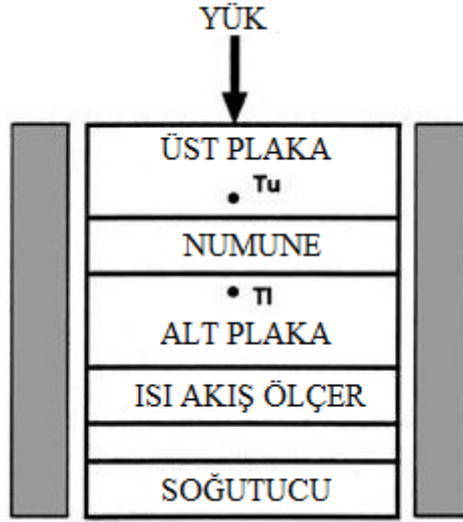 YÜK
ÜST PLAKA
Tu
NUMUNE
Tl
ALT PLAKA
ISI AKIŞ ÖLÇER
SOĞUTUCU